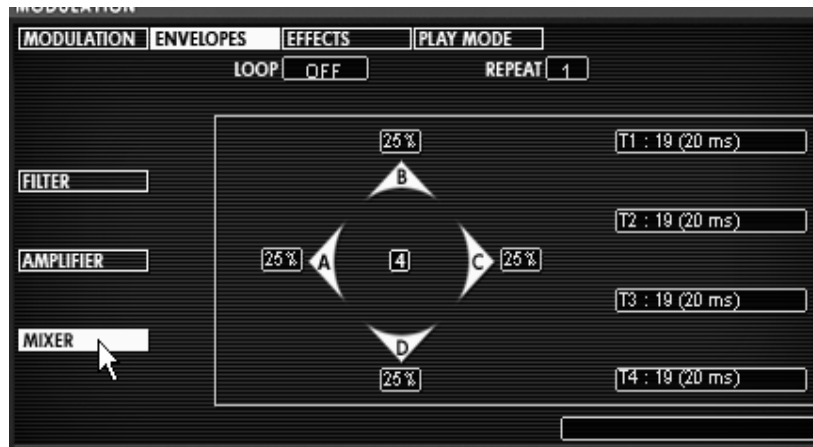 MODULATION
MODULATION ENVELOPES EFFECTS PLAY MODE
LOOP OFF REPEAT 1
25% T1 : 19 (20 ms)
B
FILTER
T2 : 19 (20 ms)
AMPLIFIER 25% A 4 C 25%
T3 : 19 (20 ms)
MIXER
D
25% T4 : 19 (20 ms)